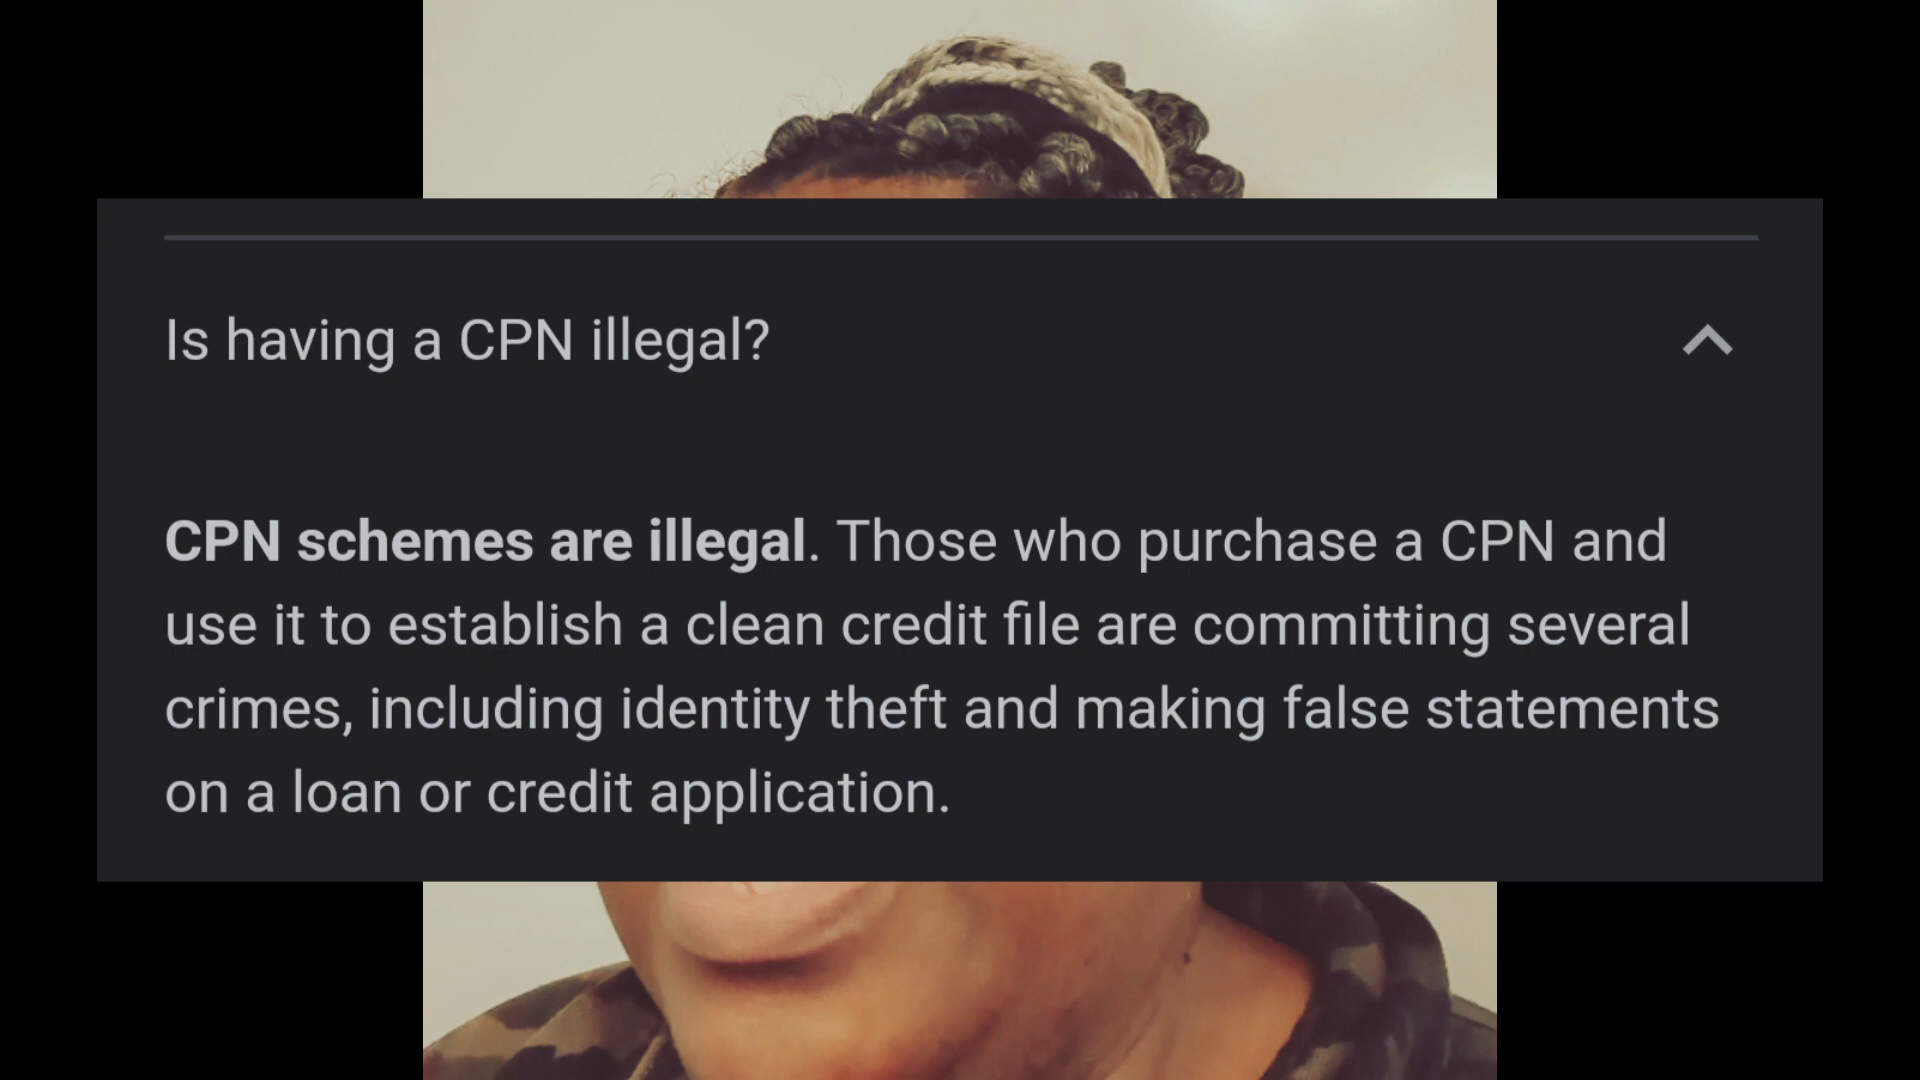 Is having a CPN illegal?
CPN schemes are illegal. Those who purchase a CPN and
use it to establish a clean credit file are committing several
crimes, including identity theft and making false statements
on a loan or credit application.